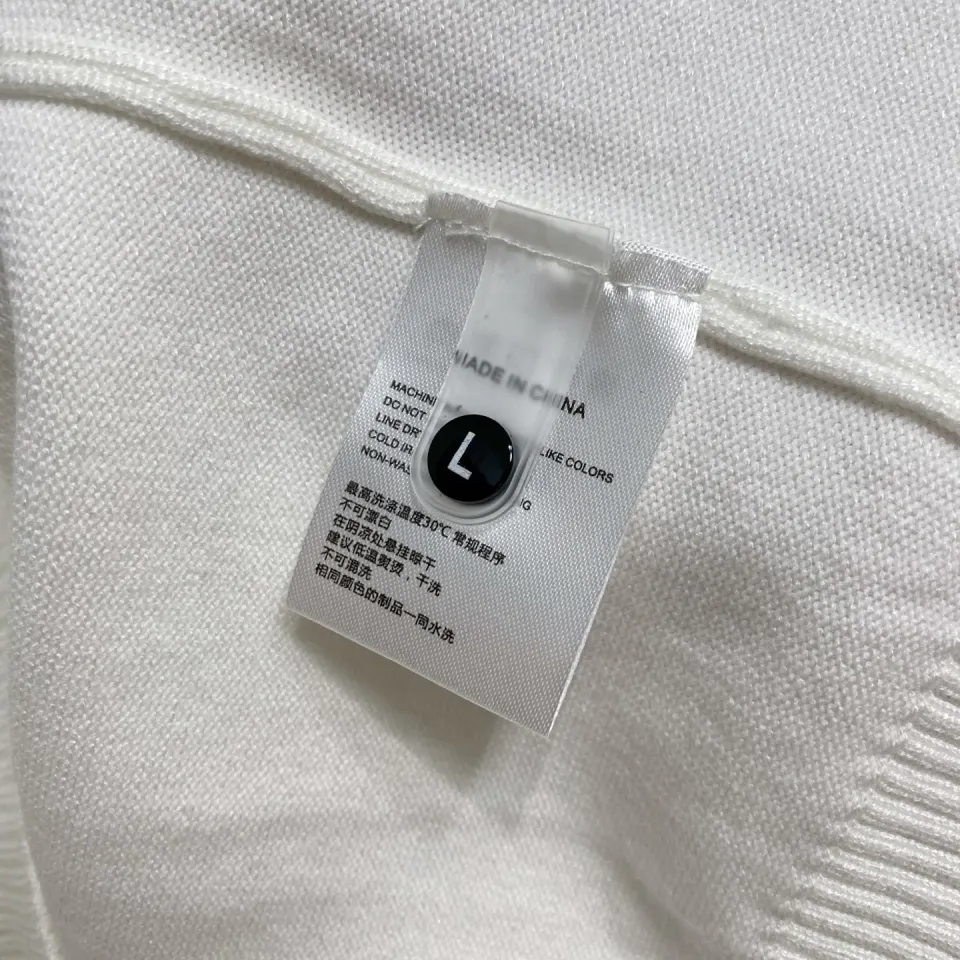 MADE IN CHINA
MACHINE
DO NOT
LINE DRY LIKE COLORS
COLD
NON-WAS
L
最高洗涤温度30℃ 常规程序
不可漂白
在阴凉处悬挂晾干
建议低温熨烫，干洗
不可混洗
相同颜色的制品一同水洗